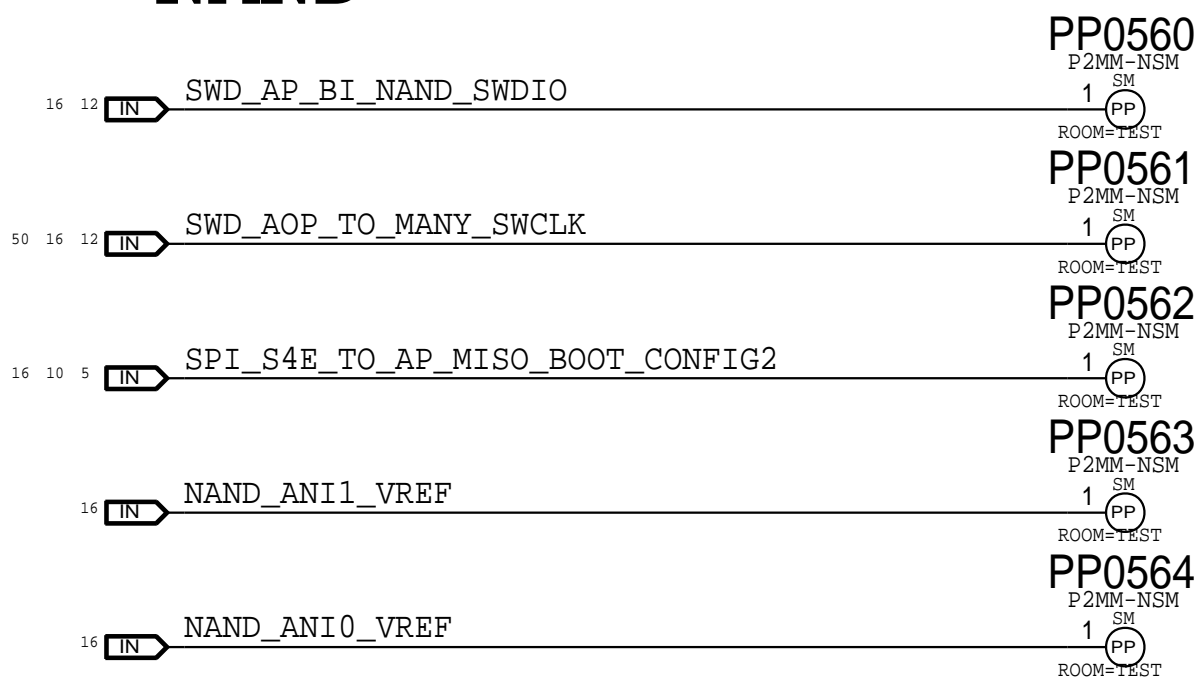 NAND
PP0560
P2MM-NSM
SM
16 12 IN SWD_AP_BI_NAND_SWDIO 1 PP
ROOM=TEST
PP0561
P2MM-NSM
SM
50 16 12 IN SWD_AOP_TO_MANY_SWCLK 1 PP
ROOM=TEST
PP0562
P2MM-NSM
SM
16 10 5 IN SPI_S4E_TO_AP_MISO_BOOT_CONFIG2 1 PP
ROOM=TEST
PP0563
P2MM-NSM
SM
16 IN NAND_ANI1_VREF 1 PP
ROOM=TEST
PP0564
P2MM-NSM
SM
16 IN NAND_ANI0_VREF 1 PP
ROOM=TEST